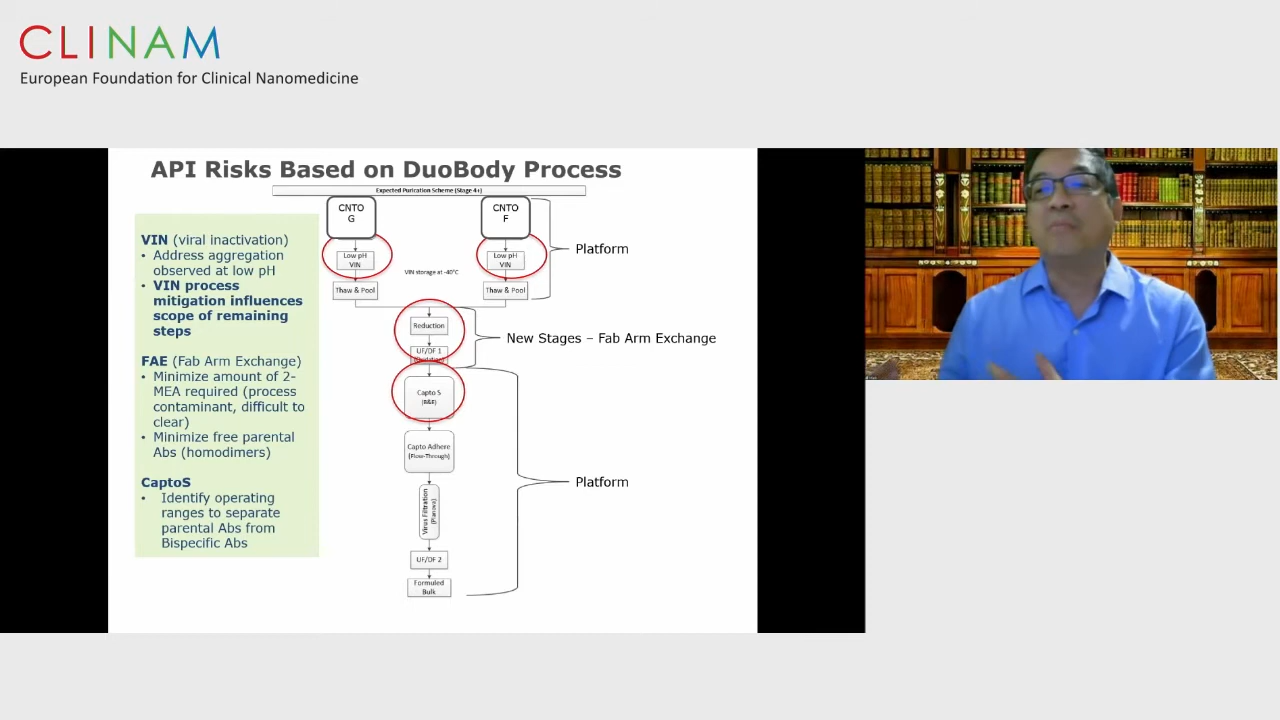 CLINAM
European Foundation for Clinical Nanomedicine
API Risks Based on DuoBody Process
Expected Purication Scheme (Stage 4+)
VIN (viral inactivation)
• Address aggregation
observed at low pH
• VIN process
mitigation influences
scope of remaining
steps
FAE (Fab Arm Exchange)
• Minimize amount of 2-
MEA required (process
contaminant, difficult to
clear)
• Minimize free parental
Abs (homodimers)
CaptoS
• Identify operating
ranges to separate
parental Abs from
Bispecific Abs
CNTO
G
CNTO
F
Low pH
VIN
Low pH
VIN
VIN storage at -40°C
Thaw & Pool
Thaw & Pool
Platform
Reduction
UF/DF 1
New Stages – Fab Arm Exchange
Capto S
(B&E)
Capto Adhere
(Flow-Through)
Virus Filtration
(Planova)
UF/DF 2
Formuled
Bulk
Platform